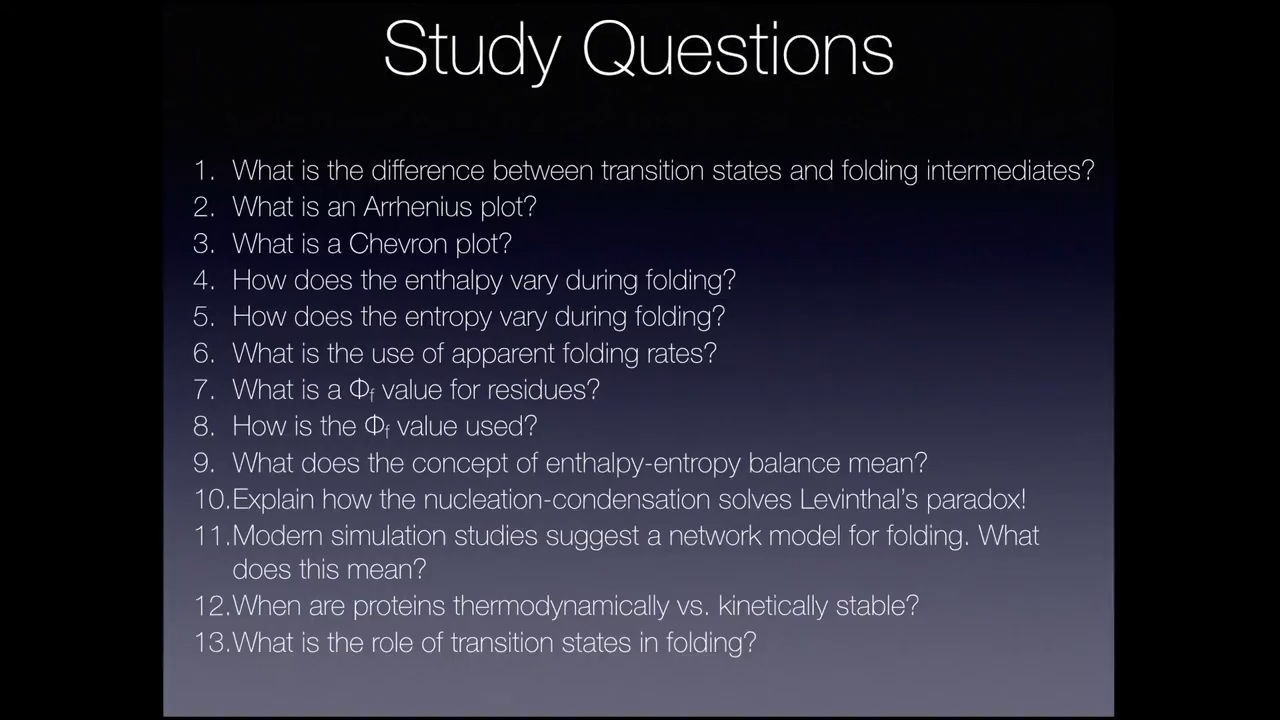 Study Questions
1. What is the difference between transition states and folding intermediates?
2. What is an Arrhenius plot?
3. What is a Chevron plot?
4. How does the enthalpy vary during folding?
5. How does the entropy vary during folding?
6. What is the use of apparent folding rates?
7. What is a Φf value for residues?
8. How is the Φf value used?
9. What does the concept of enthalpy-entropy balance mean?
10.Explain how the nucleation-condensation solves Levinthal's paradox!
11.Modern simulation studies suggest a network model for folding. What
does this mean?
12.When are proteins thermodynamically vs. kinetically stable?
13.What is the role of transition states in folding?